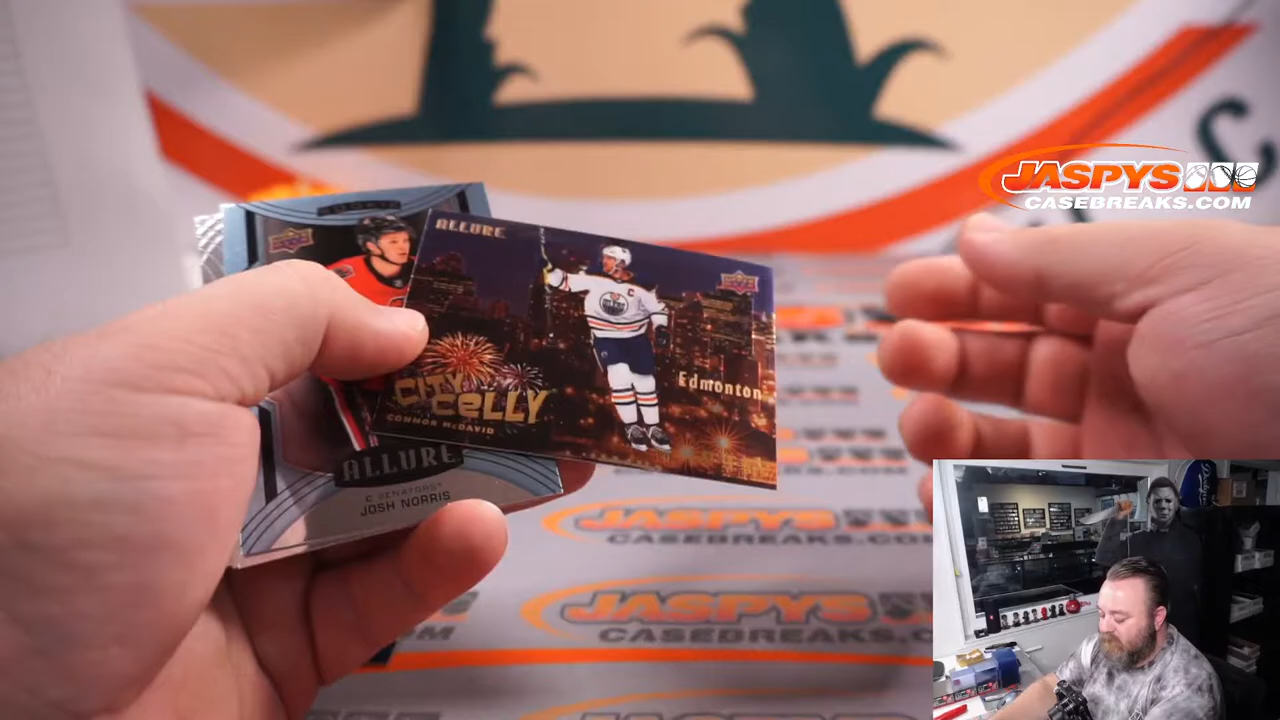 JASPYS
CASEBREAKS.COM
ALLURE
Edmonton
CITY
CELLY
CONNOR McDAVID
ALLURE
C SENATORS
JOSH NORRIS
JASPYS
CASEBREAKS.COM
JASPYS
CASEBREAKS.COM